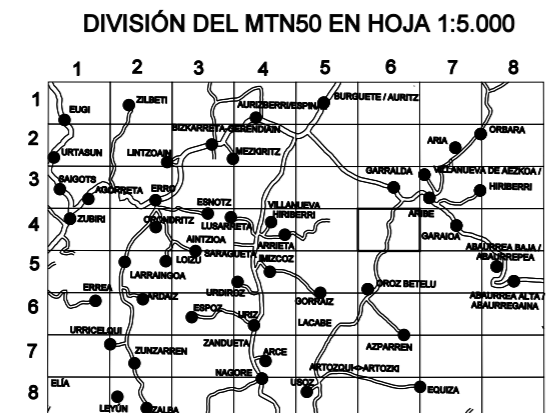 DIVISIÓN DEL MTN50 EN HOJA 1:5.000
1 2 3 4 5 6 7 8
1
ZILBETI
AURIZBERRI/ESPINAL
BURGUETE / AURITZ
EUGI
2
BIZKARRETA-GERENDIAIN
ORBARA
ARIA
URTASUN
LINTZOAIN
MEZKIRITZ
3
GARRALDA
VILLANUEVA DE AEZKOA /
HIRIBERRI
SAIGOTS
AGORRETA
ERRO
ESNOTZ
VILLANUEVA
HIRIBERRI
ARIBE
4
ZUBIRI
ORONDRITZ
LUSARRETA
GARAIOA
AINTZIOA
ARRIETA
ABAURREA BAJA /
ABAURREPEA
5
LOIZU
SARAGUETA
IMIZCOZ
LARRAINGOA
URDIROZ
OROZ BETELU
ERREA
ARDAIZ
GORRAIZ
ABAURREA ALTA /
ABAURREGAINA
6
ESPOZ
URIZ
LACABE
URRICELQUI
ZANDUETA
AZPARREN
7
ZUNZARREN
ARCE
ARTOZQUI<>ARTOZKI
NAGORE
8
ELÍA
USOZ
EQUIZA
LEYÚN
ZALBA